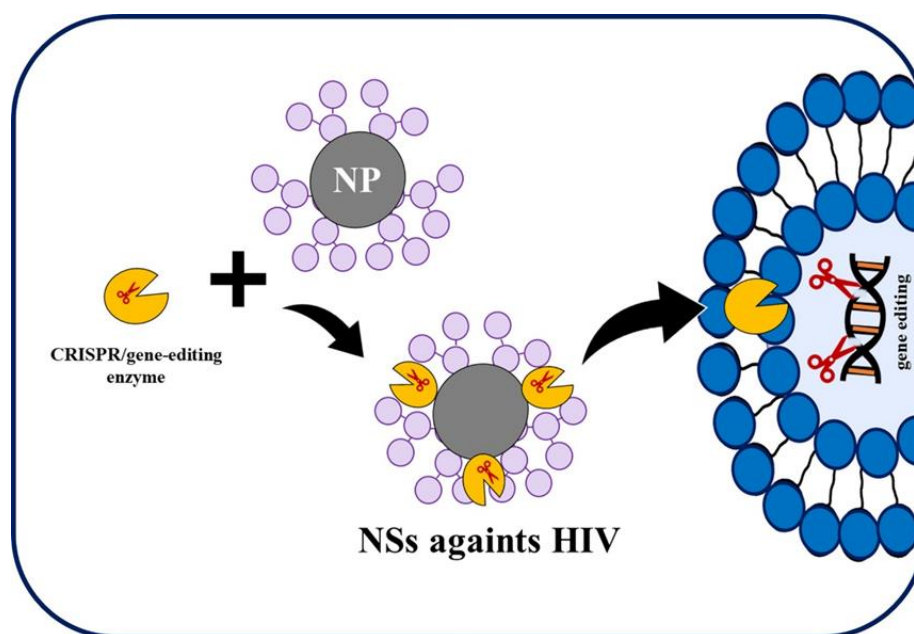 NP
CRISPR/gene-editing
enzyme
NSs againts HIV
gene editing